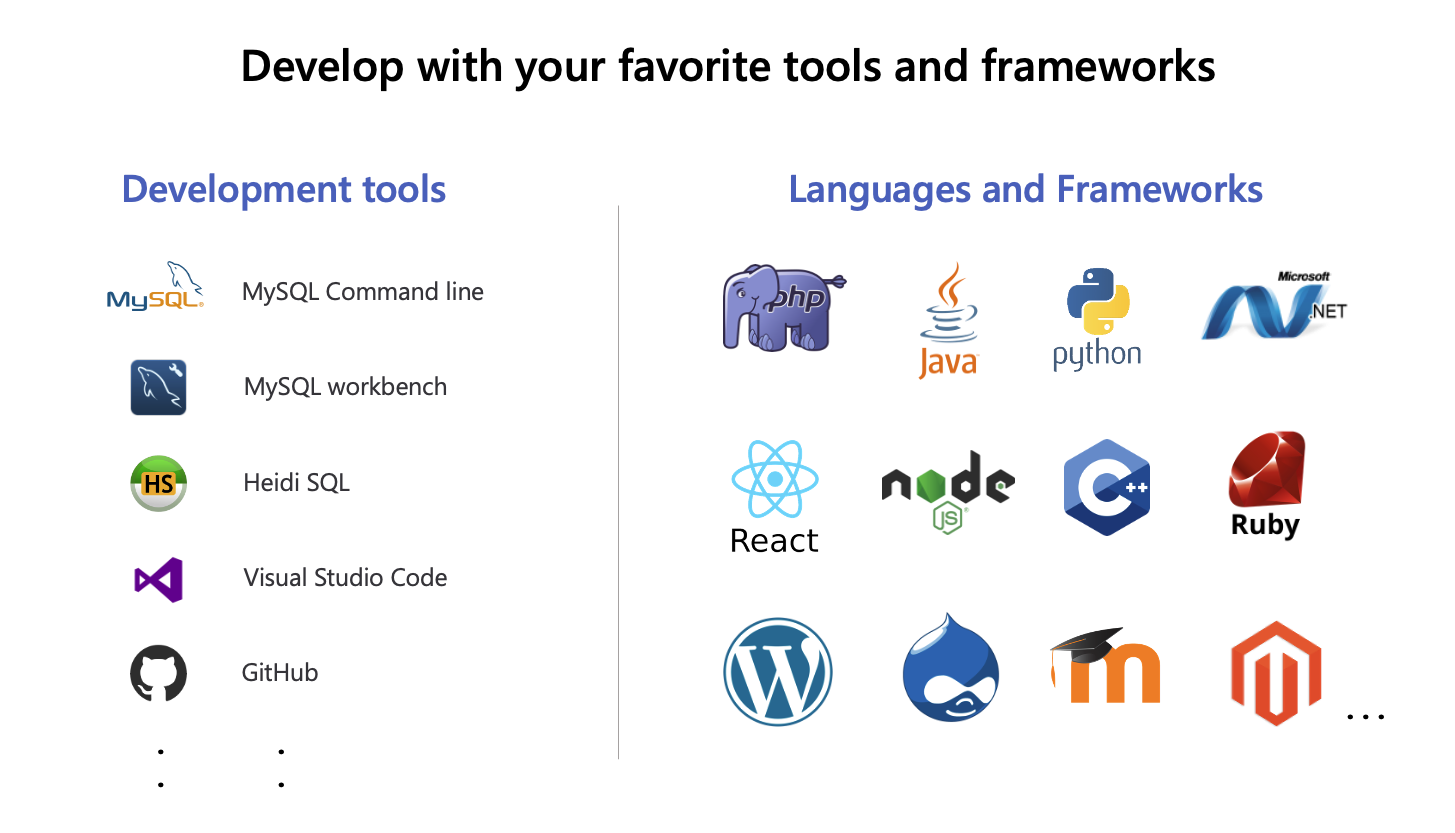 Develop with your favorite tools and frameworks
Development tools
MySQL®
MySQL Command line
MySQL workbench
HS
Heidi SQL
Visual Studio Code
GitHub
. .
. .
Languages and Frameworks
php
Java
python
Microsoft
.NET
React
node
JS®
C++
Ruby
W
m
...